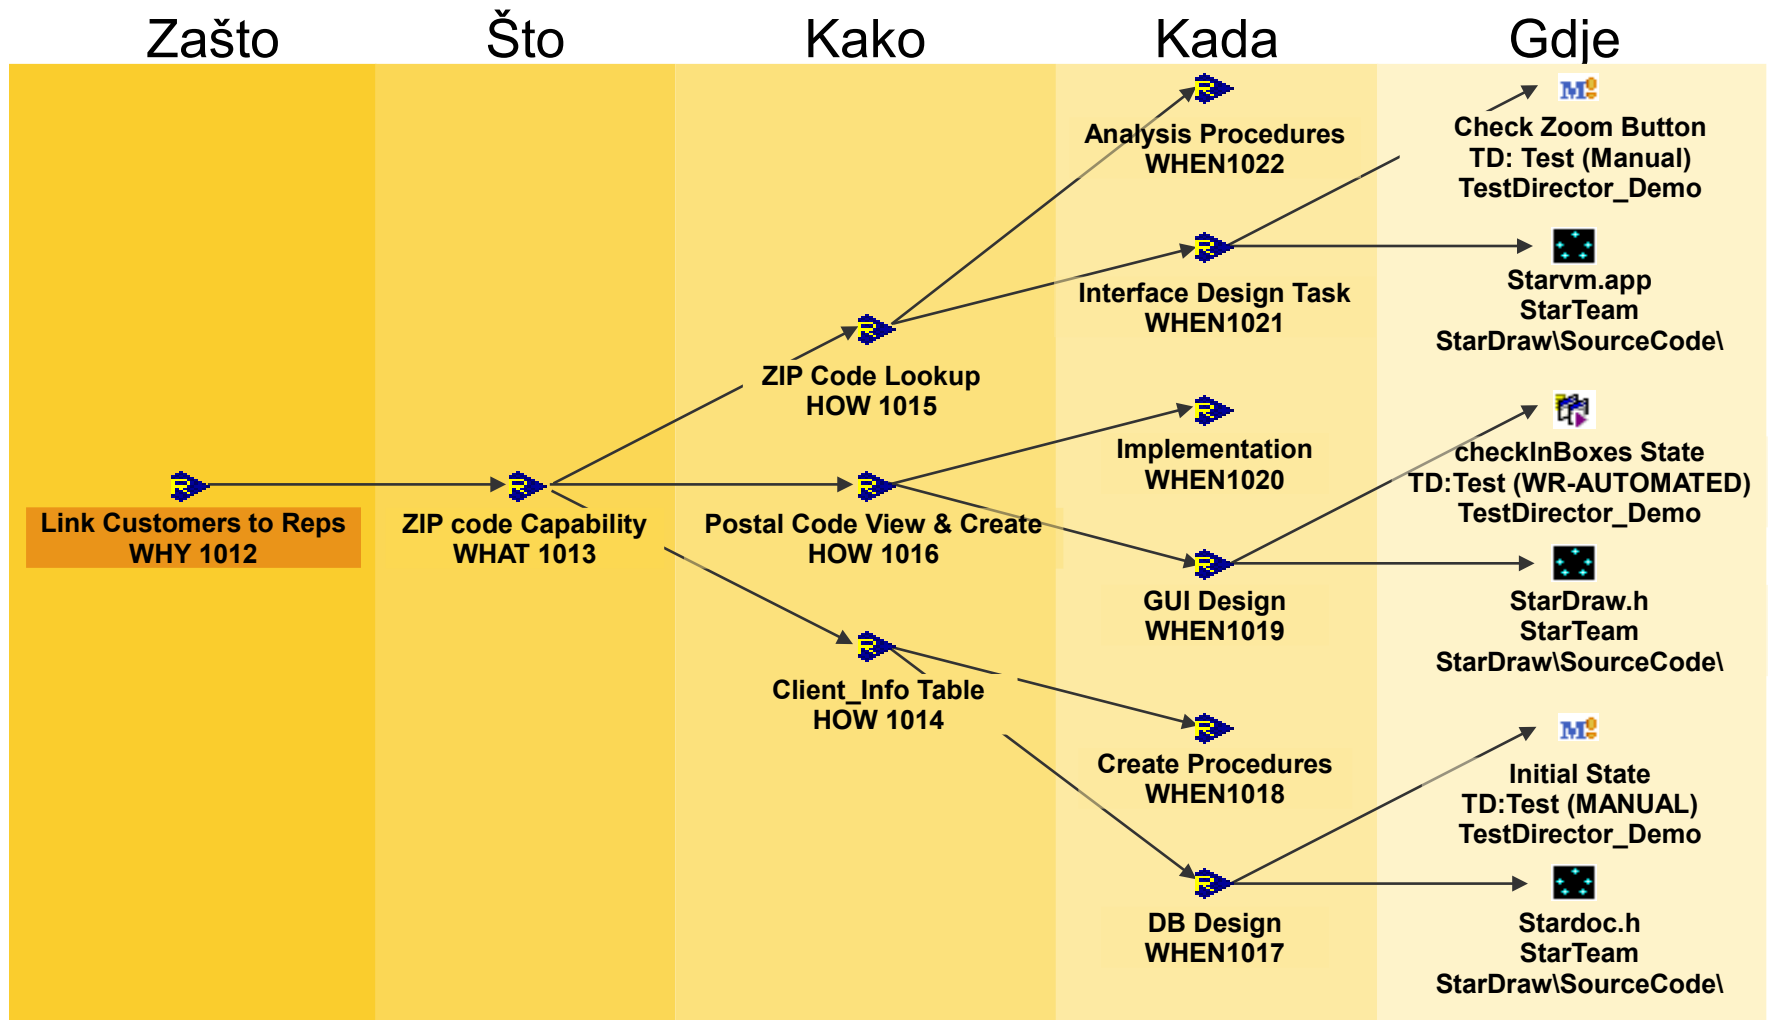 Zašto
Što
Kako
Kada
Gdje
Link Customers to Reps
WHY 1012
ZIP code Capability
WHAT 1013
ZIP Code Lookup
HOW 1015
Postal Code View & Create
HOW 1016
Client_Info Table
HOW 1014
Analysis Procedures
WHEN1022
Interface Design Task
WHEN1021
Implementation
WHEN1020
GUI Design
WHEN1019
Create Procedures
WHEN1018
DB Design
WHEN1017
Check Zoom Button
TD: Test (Manual)
TestDirector_Demo
Starvm.app
StarTeam
StarDraw\SourceCode\
checkInBoxes State
TD:Test (WR-AUTOMATED)
TestDirector_Demo
StarDraw.h
StarTeam
StarDraw\SourceCode\
Initial State
TD:Test (MANUAL)
TestDirector_Demo
Stardoc.h
StarTeam
StarDraw\SourceCode\